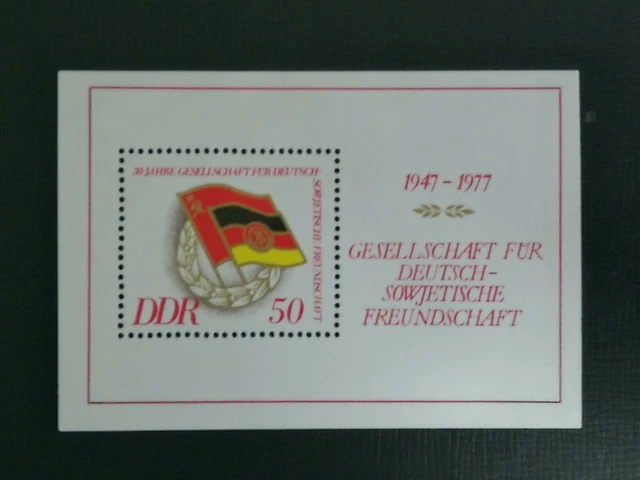 30 JAHRE GESELLSCHAFT FÜR DEUTSCH-
SOWJETISCHE FREUNDSCHAFT
DDR 50
1947 - 1977
GESELLSCHAFT FÜR
DEUTSCH-
SOWJETISCHE
FREUNDSCHAFT